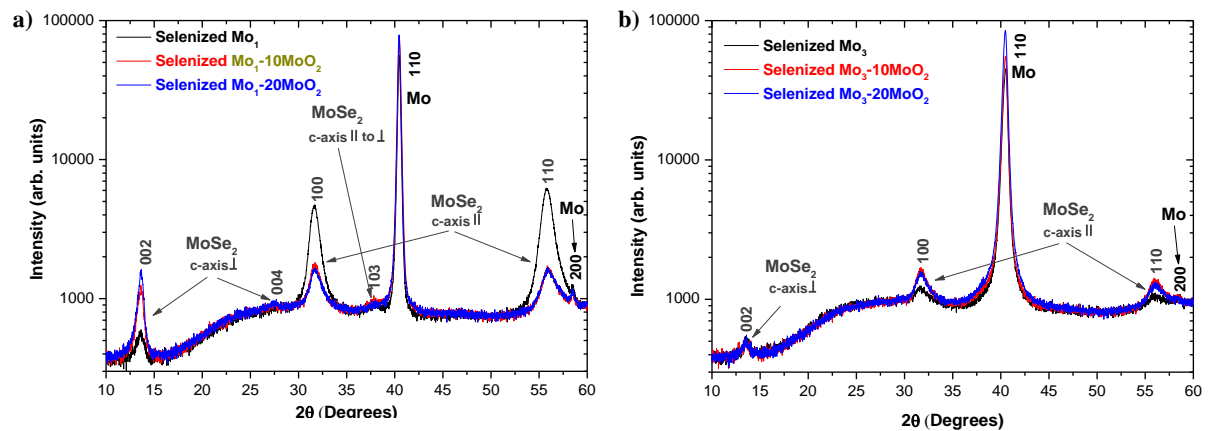 a)
100000
10000
1000
Intensity (arb. units)
Selenized Mo₁
Selenized Mo₁-10MoO₂
Selenized Mo₁-20MoO₂
MoSe₂
c-axis || to ⊥
110
Mo
100
110
MoSe₂
c-axis ||
Mo
002
MoSe₂
c-axis⊥
004
103
200
10 15 20 25 30 35 40 45 50 55 60
2θ (Degrees)
b)
100000
10000
1000
Intensity (arb. units)
Selenized Mo₃
Selenized Mo₃-10MoO₂
Selenized Mo₃-20MoO₂
110
Mo
MoSe₂
c-axis ||
Mo
100
110
200
MoSe₂
c-axis⊥
002
10 15 20 25 30 35 40 45 50 55 60
2θ (Degrees)